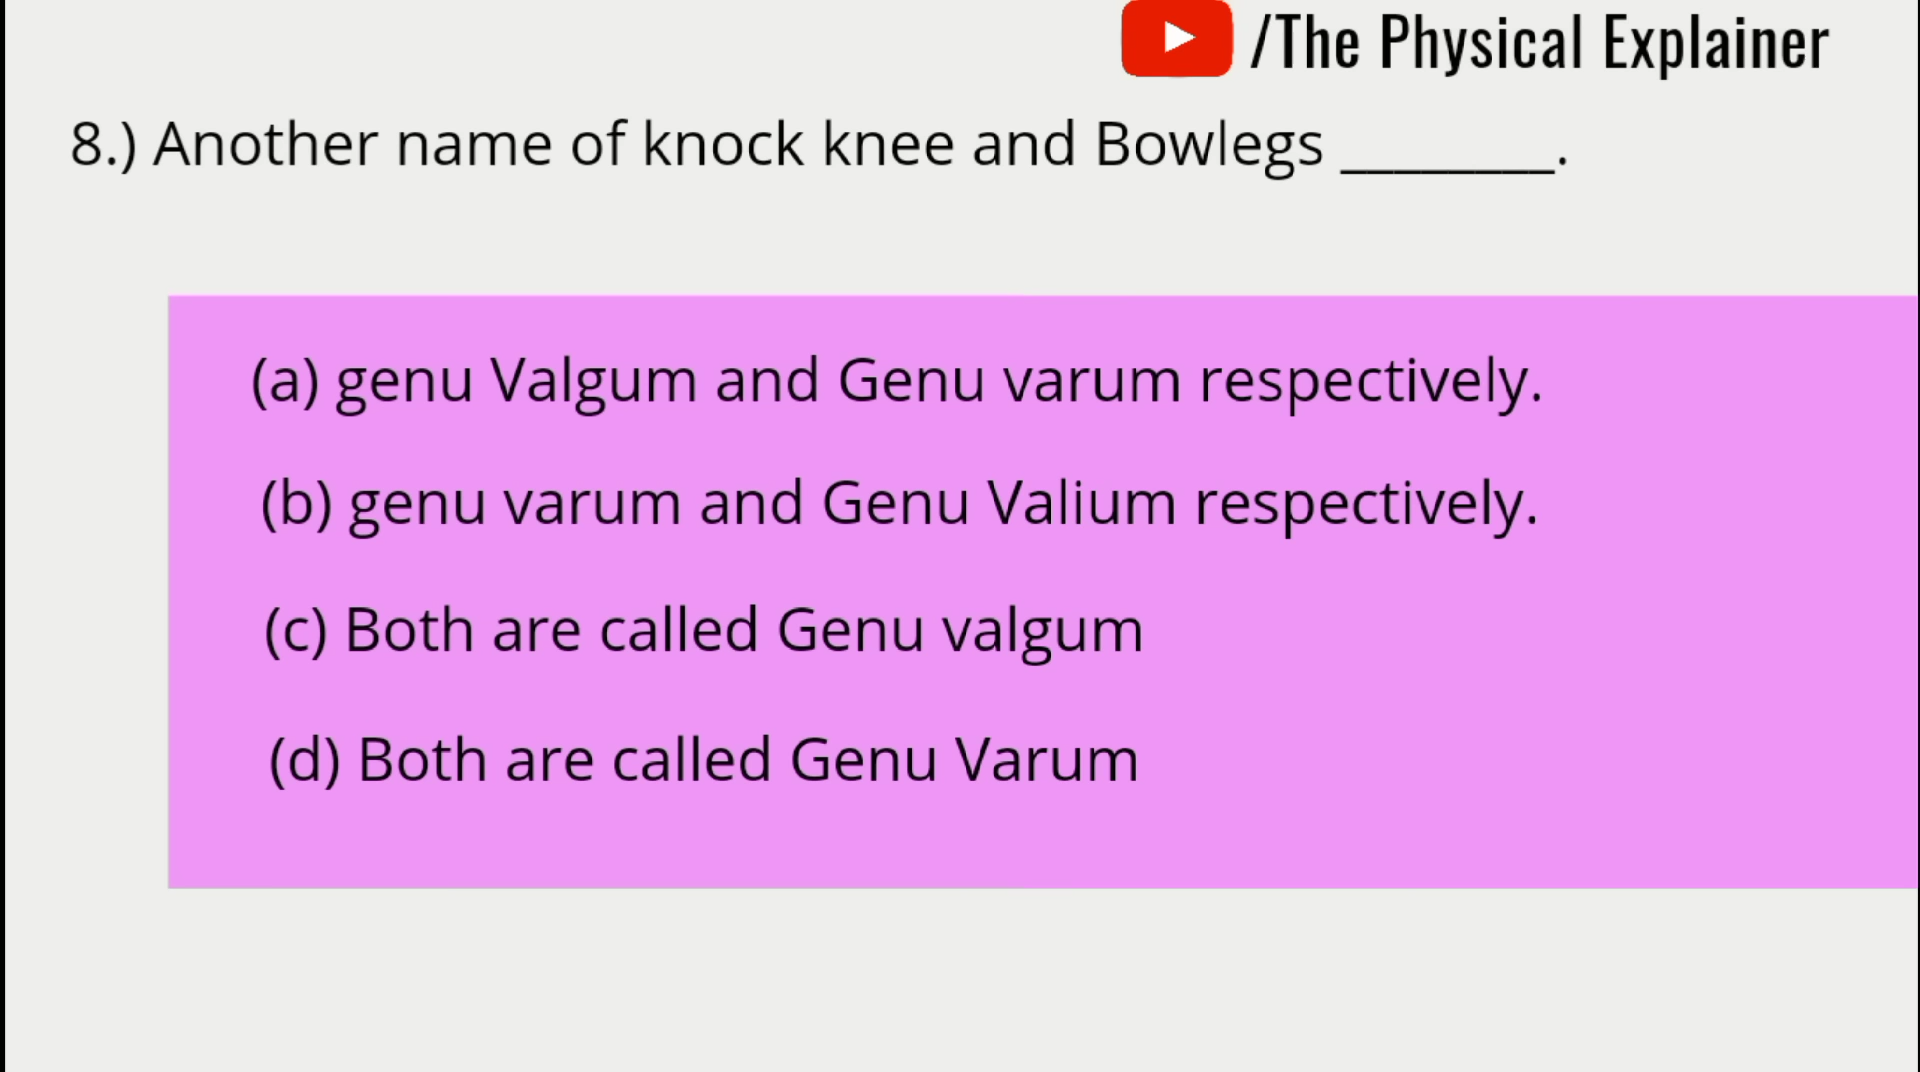 /The Physical Explainer
8.) Another name of knock knee and Bowlegs ________.
(a) genu Valgum and Genu varum respectively.
(b) genu varum and Genu Valium respectively.
(c) Both are called Genu valgum
(d) Both are called Genu Varum